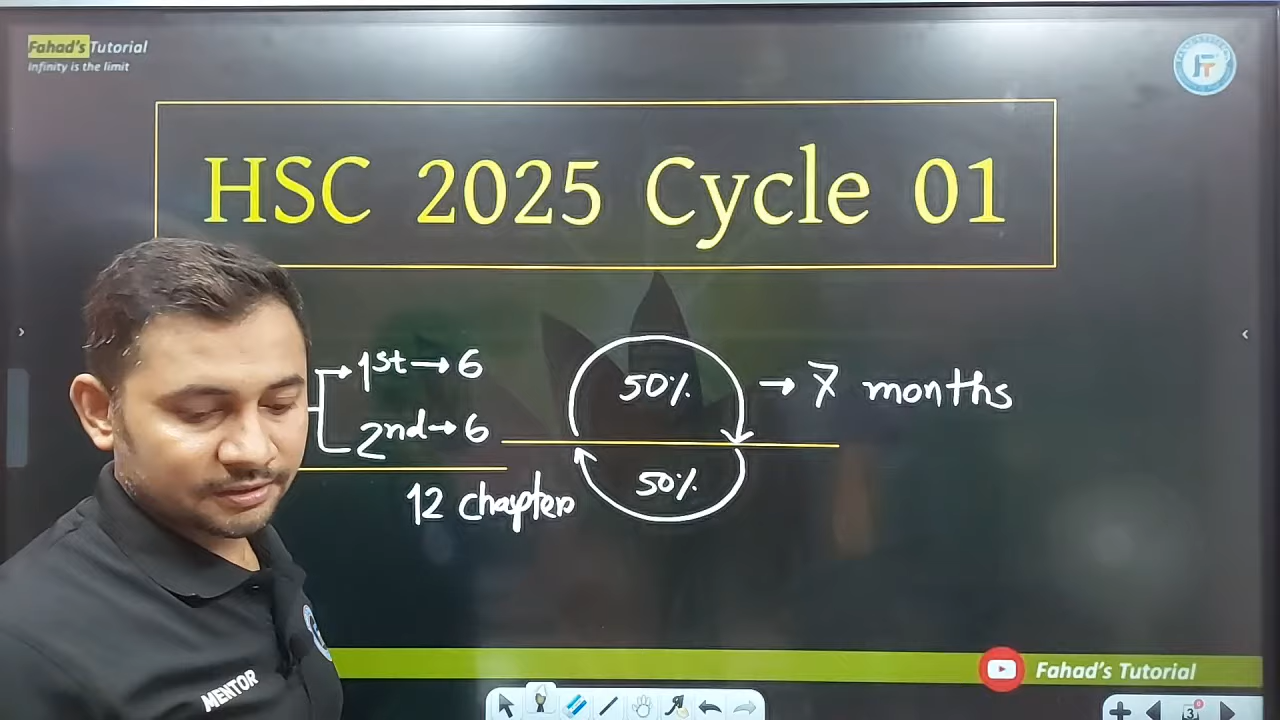 Fahad's Tutorial
Infinity is the limit
HSC 2025 Cycle 01
1st → 6
2nd → 6
12 chapters
50%
50%
→ 7 months
MENTOR
Fahad's Tutorial